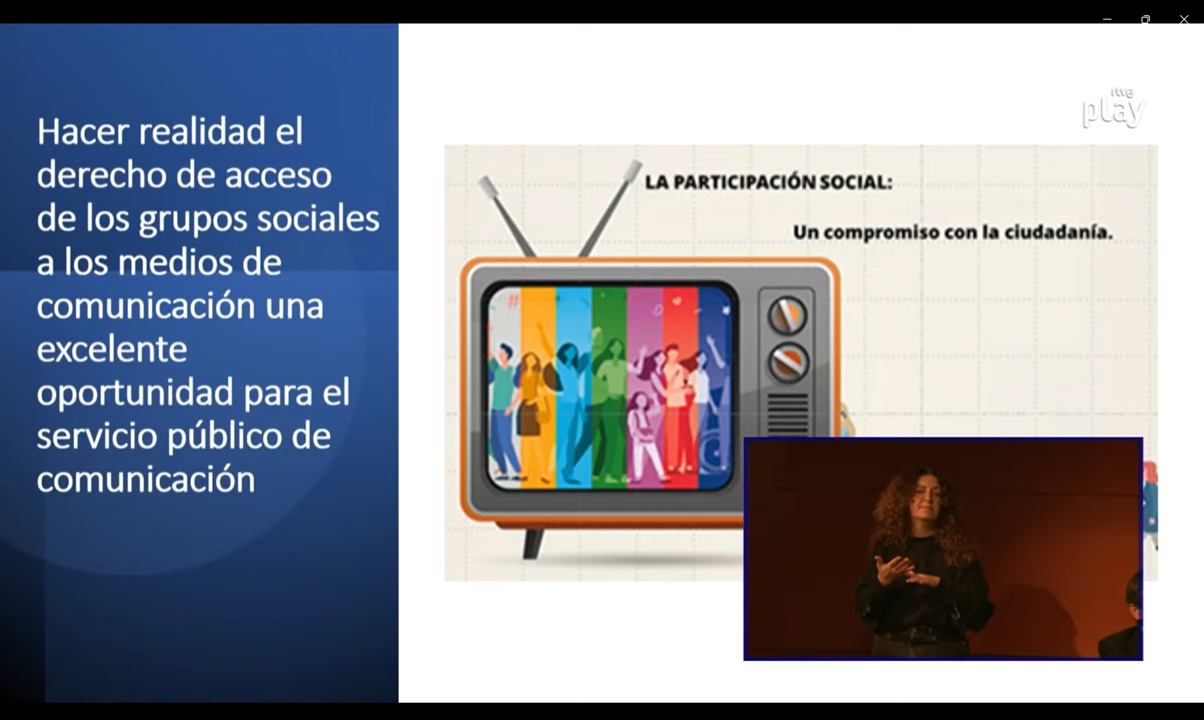 Hacer realidad el
derecho de acceso
de los grupos sociales
a los medios de
comunicación una
excelente
oportunidad para el
servicio público de
comunicación
rtve
play
LA PARTICIPACIÓN SOCIAL:
Un compromiso con la ciudadanía.
#